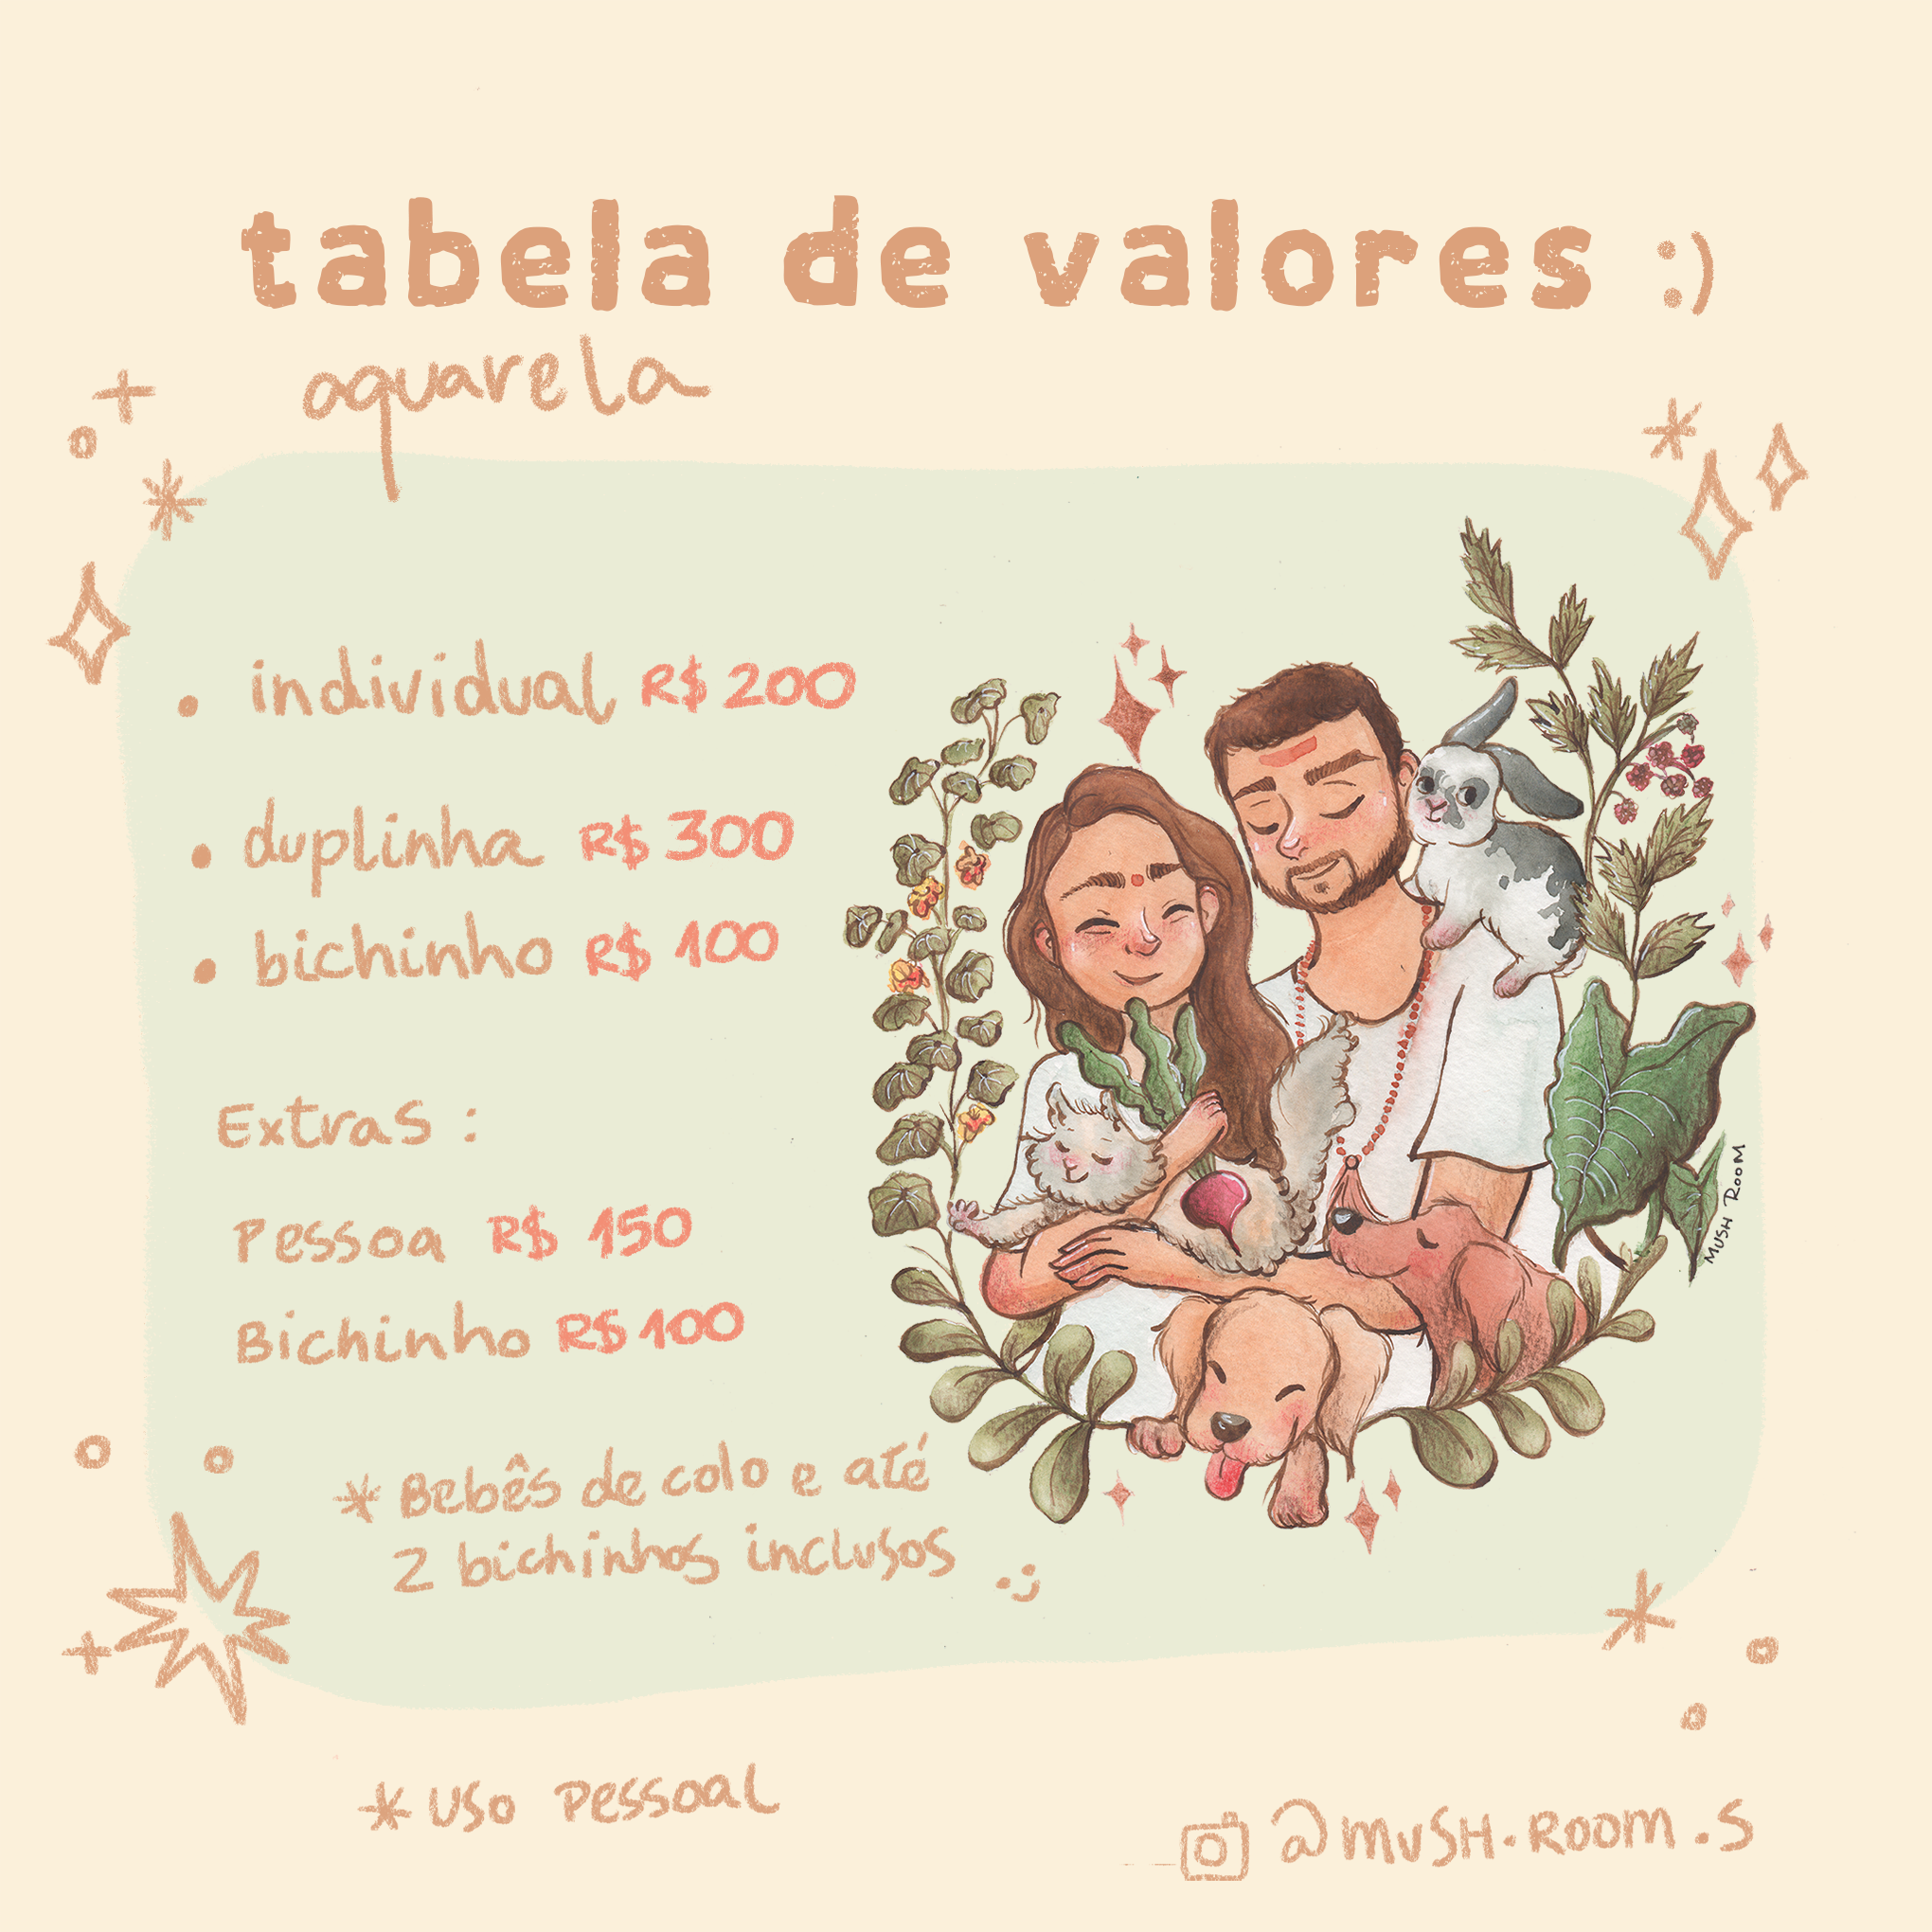 tabela de valores :)
aquarela
• individual R$ 200
• duplinha R$ 300
• bichinho R$ 100
Extras :
Pessoa R$ 150
Bichinho R$ 100
* Bebês de colo e até
2 bichinhos inclusos :)
MUSH ROOM
* USO PESSOAL
@MUSH.ROOM.S